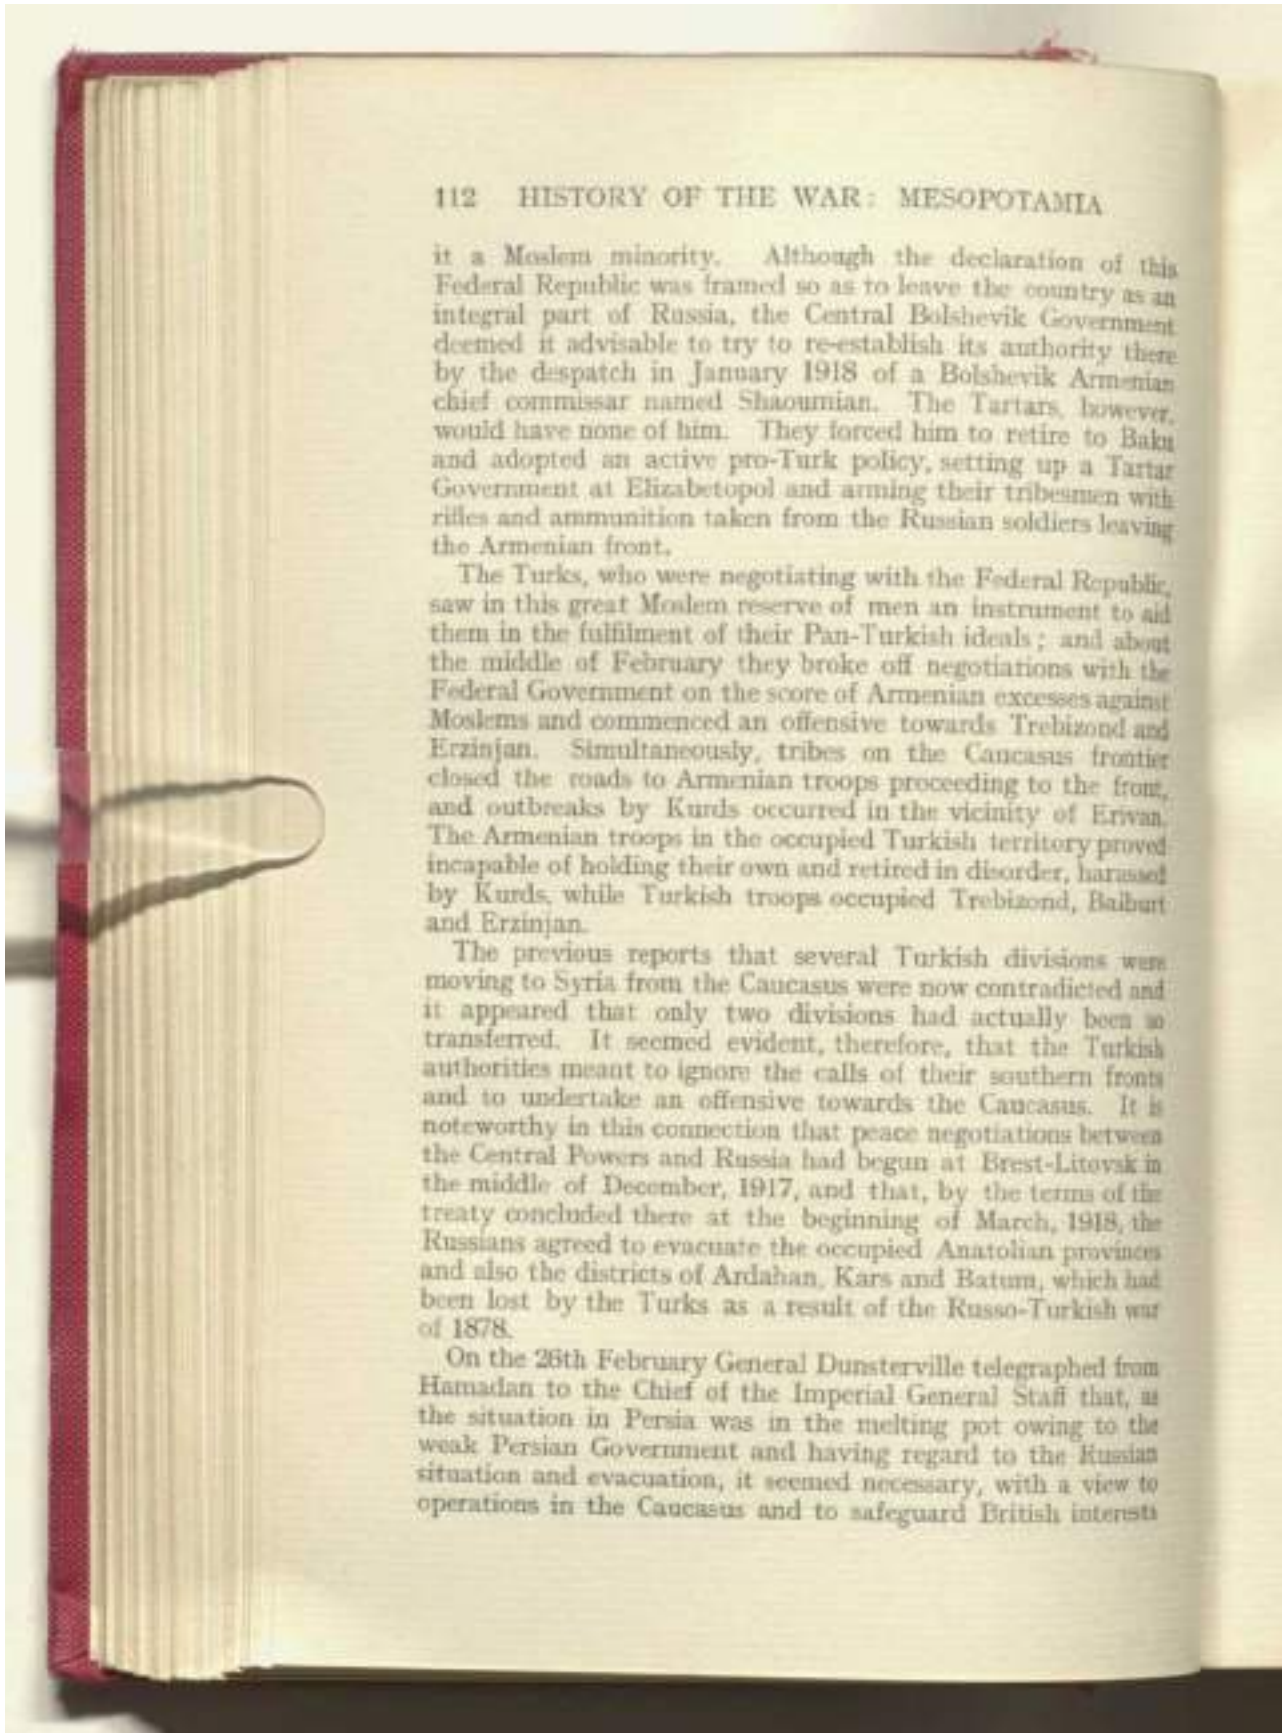 112 HISTORY OF THE WAR: MESOPOTAMIA
it a Moslem minority. Although the declaration of this
Federal Republic was framed so as to leave the country as an
integral part of Russia, the Central Bolshevik Government
deemed it advisable to try to re-establish its authority there
by the despatch in January 1918 of a Bolshevik Armenian
chief commissar named Shaoumian. The Tartars, however,
would have none of him. They forced him to retire to Baku
and adopted an active pro-Turk policy, setting up a Tartar
Government at Elizabetopol and arming their tribesmen with
rifles and ammunition taken from the Russian soldiers leaving
the Armenian front.
The Turks, who were negotiating with the Federal Republic,
saw in this great Moslem reserve of men an instrument to aid
them in the fulfilment of their Pan-Turkish ideals; and about
the middle of February they broke off negotiations with the
Federal Government on the score of Armenian excesses against
Moslems and commenced an offensive towards Trebizond and
Erzinjan. Simultaneously, tribes on the Caucasus frontier
closed the roads to Armenian troops proceeding to the front,
and outbreaks by Kurds occurred in the vicinity of Erivan.
The Armenian troops in the occupied Turkish territory proved
incapable of holding their own and retired in disorder, harassed
by Kurds, while Turkish troops occupied Trebizond, Baiburt
and Erzinjan.
The previous reports that several Turkish divisions were
moving to Syria from the Caucasus were now contradicted and
it appeared that only two divisions had actually been so
transferred. It seemed evident, therefore, that the Turkish
authorities meant to ignore the calls of their southern fronts
and to undertake an offensive towards the Caucasus. It is
noteworthy in this connection that peace negotiations between
the Central Powers and Russia had begun at Brest-Litovsk in
the middle of December, 1917, and that, by the terms of the
treaty concluded there at the beginning of March, 1918, the
Russians agreed to evacuate the occupied Anatolian provinces
and also the districts of Ardahan, Kars and Batum, which had
been lost by the Turks as a result of the Russo-Turkish war
of 1878.
On the 26th February General Dunsterville telegraphed from
Hamadan to the Chief of the Imperial General Staff that, as
the situation in Persia was in the melting pot owing to the
weak Persian Government and having regard to the Russian
situation and evacuation, it seemed necessary, with a view to
operations in the Caucasus and to safeguard British interests